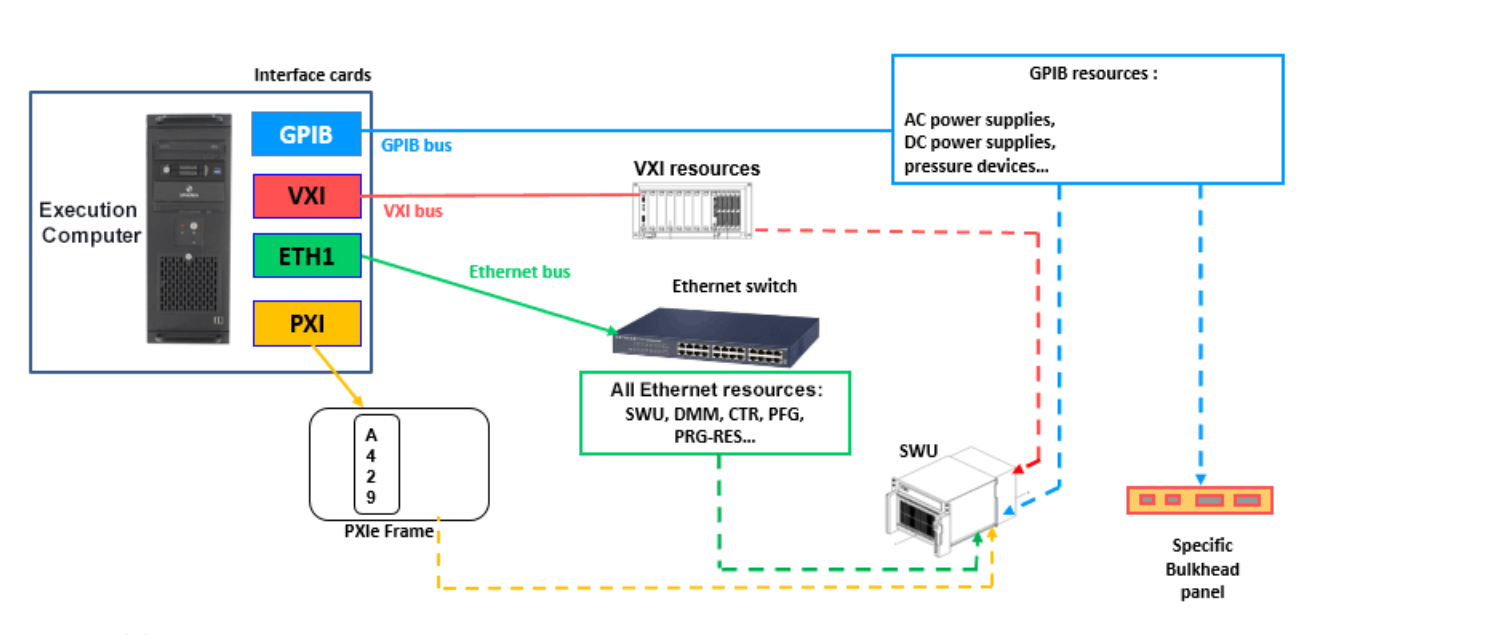 Interface cards
GPIB resources :
GPIB
GPIB bus
AC power supplies,
DC power supplies,
pressure devices...
VXI resources
VXI
VXI bus
Execution
Computer
ETH1
Ethernet bus
Ethernet switch
PXI
All Ethernet resources:
SWU, DMM, CTR, PFG,
PRG-RES...
A
4
2
9
PXIe Frame
SWU
Specific
Bulkhead
panel